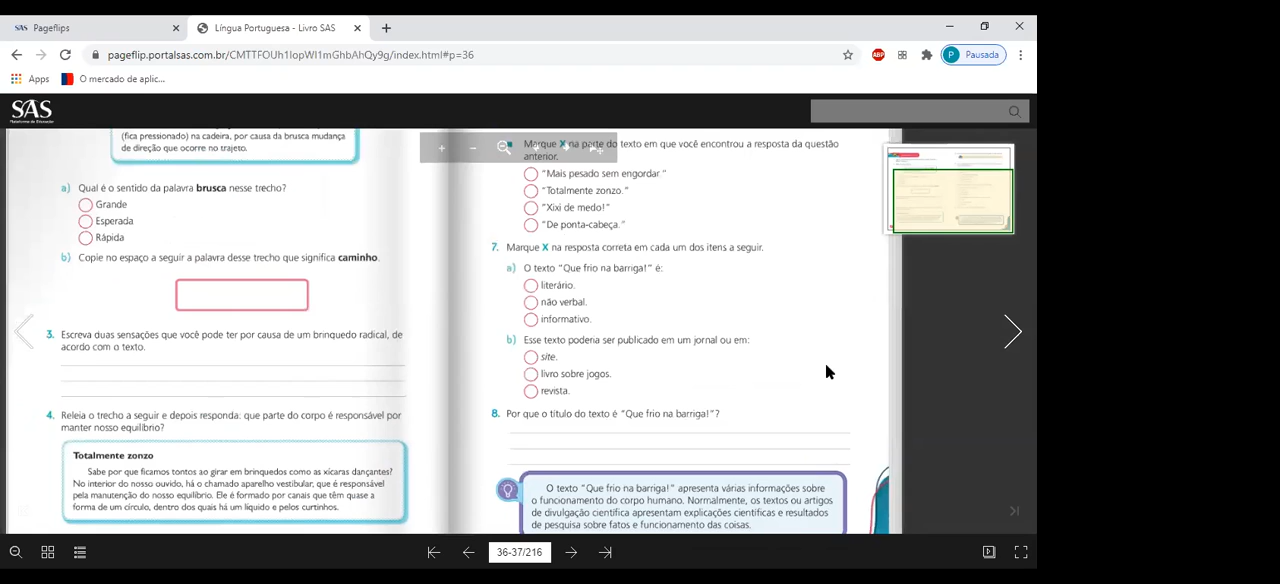 SAS Pageflips
Língua Portuguesa - Livro SAS
pageflip.portalsas.com.br/CMTTFOUh1lopWI1mGhbAhQy9g/index.html#p=36
ABP
P Pausada
Apps
O mercado de aplic...
SAS
Plataforma de Educação
(fica pressionado) na cadeira, por causa da brusca mudança
de direção que ocorre no trajeto.
a) Qual é o sentido da palavra brusca nesse trecho?
Grande
Esperada
Rápida
b) Copie no espaço a seguir a palavra desse trecho que significa caminho.
3. Escreva duas sensações que você pode ter por causa de um brinquedo radical, de
acordo com o texto.
4. Releia o trecho a seguir e depois responda: que parte do corpo é responsável por
manter nosso equilíbrio?
Totalmente zonzo
Sabe por que ficamos tontos ao girar em brinquedos como as xícaras dançantes?
No interior do nosso ouvido, há o chamado aparelho vestibular, que é responsável
pela manutenção do nosso equilíbrio. Ele é formado por canais que têm quase a
forma de um círculo, dentro dos quais há um líquido e pelos curtinhos.
Marque X na parte do texto em que você encontrou a resposta da questão
anterior.
"Mais pesado sem engordar."
"Totalmente zonzo."
"Xixi de medo!"
"De ponta-cabeça."
7. Marque X na resposta correta em cada um dos itens a seguir.
a) O texto "Que frio na barriga!" é:
literário.
não verbal.
informativo.
b) Esse texto poderia ser publicado em um jornal ou em:
site.
livro sobre jogos.
revista.
8. Por que o título do texto é "Que frio na barriga!"?
O texto "Que frio na barriga!" apresenta várias informações sobre
o funcionamento do corpo humano. Normalmente, os textos ou artigos
de divulgação científica apresentam explicações científicas e resultados
de pesquisa sobre fatos e funcionamento das coisas.
36-37/216